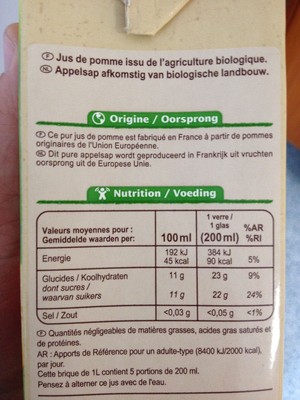 Ⓕ Jus de pomme issu de l'agriculture biologique.
Ⓝ Appelsap afkomstig van biologische landbouw.
Origine / Oorsprong
Ⓕ Ce pur jus de pomme est fabriqué en France à partir de pommes
originaires de l'Union Européenne.
Ⓝ Dit pure appelsap wordt geproduceerd in Frankrijk uit vruchten
oorsprong uit de Europese Unie.
Nutrition / Voeding
Valeurs moyennes pour :
Gemiddelde waarden per:
100 ml
1 verre /
1 glas
(200 ml)
%AR
%RI
Energie
192 kJ
45 kcal
384 kJ
90 kcal
5%
Glucides / Koolhydraten 11 g 23 g 9%
dont sucres /
waarvan suikers 11 g 22 g 24%
Sel / Zout <0,03 g <0,05 g <1%
Ⓕ Quantités négligeables de matières grasses, acides gras saturés et
de protéines.
AR : Apports de Référence pour un adulte-type (8400 kJ/2000 kcal),
par jour.
Cette brique de 1L contient 5 portions de 200 ml.
Pensez à alterner ce jus avec de l'eau.